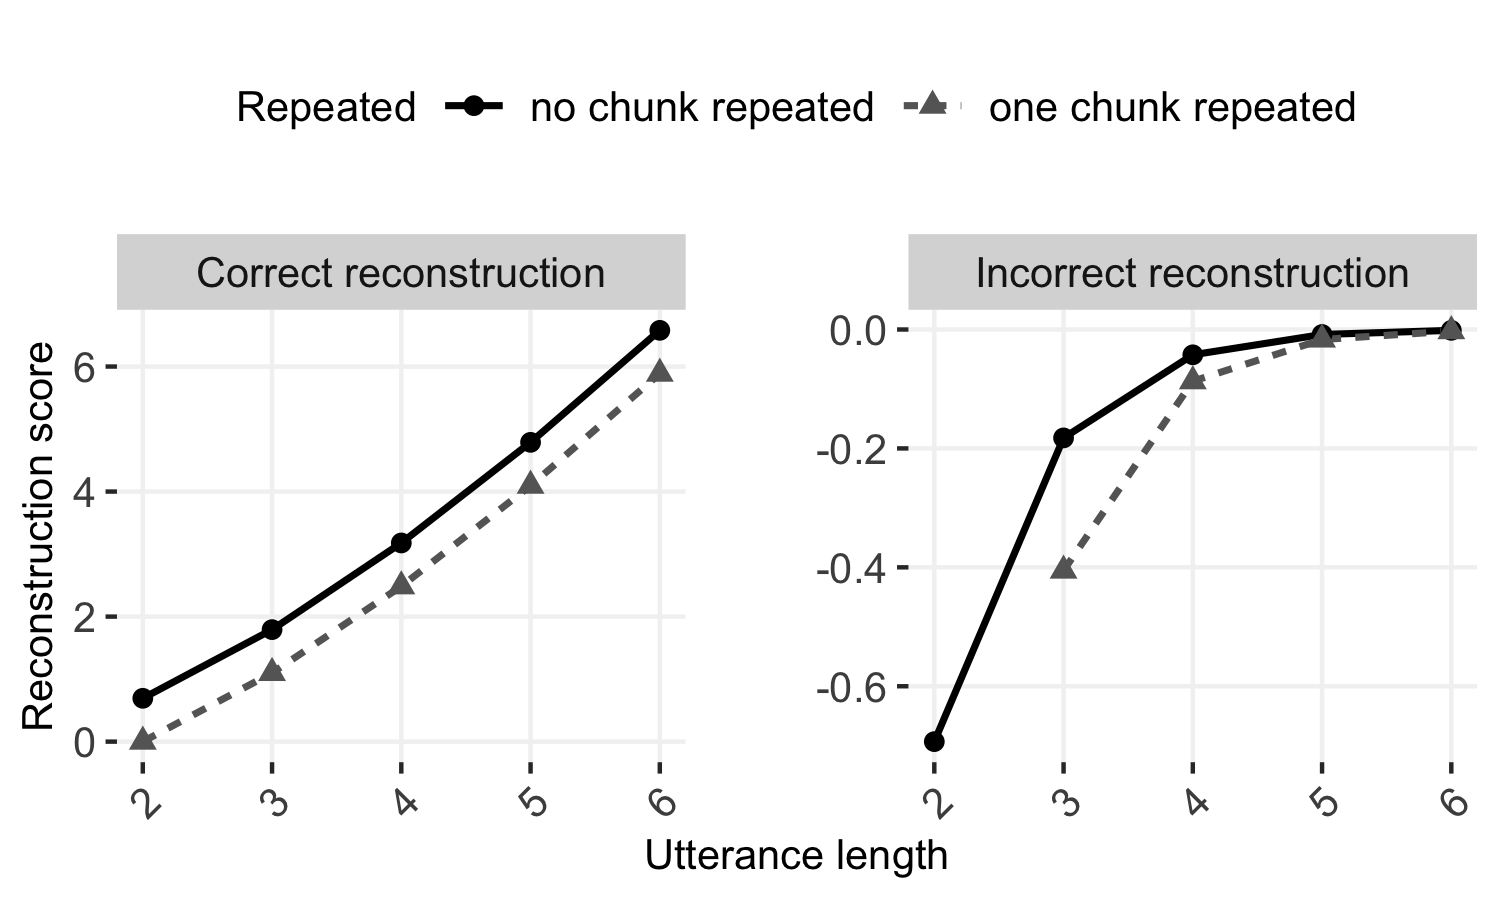 Repeated no chunk repeated one chunk repeated
Correct reconstruction
Incorrect reconstruction
Reconstruction score
6
4
2
0
2 3 4 5 6
0.0
-0.2
-0.4
-0.6
2 3 4 5 6
Utterance length